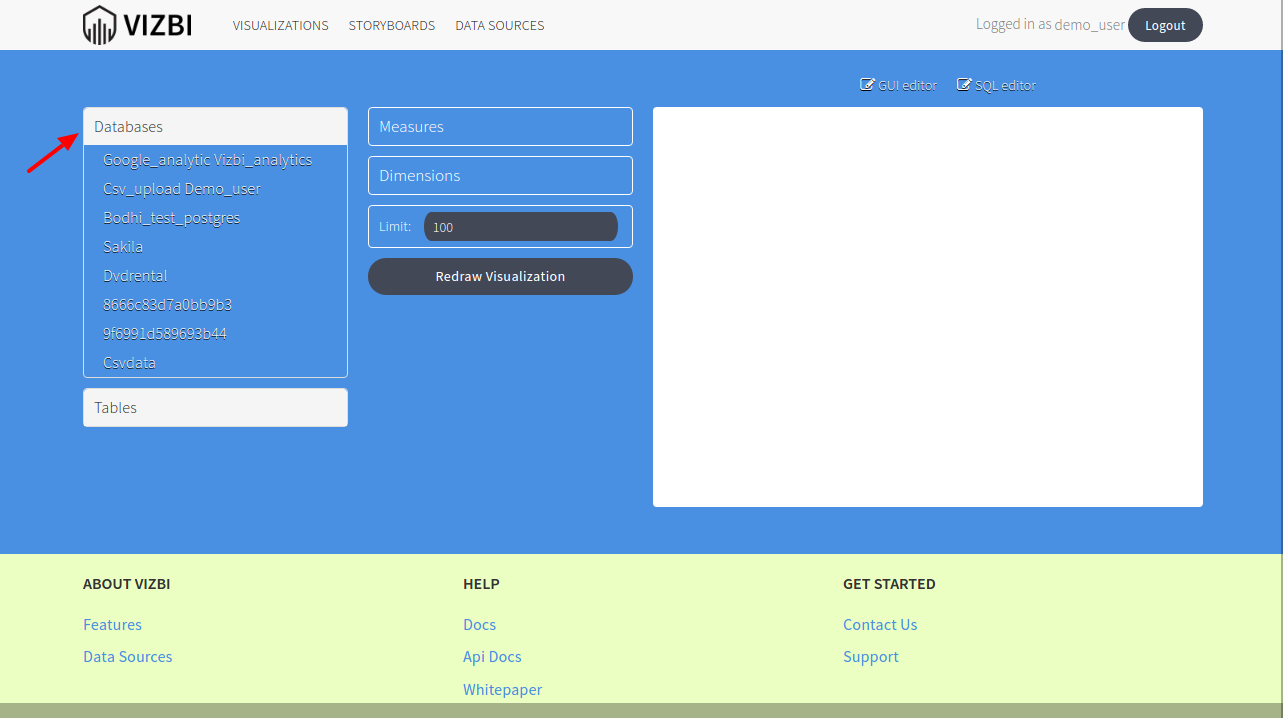 VIZBI
VISUALIZATIONS STORYBOARDS DATA SOURCES
Logged in as demo_user Logout
GUI editor SQL editor
Databases
Google_analytic Vizbi_analytics
Csv_upload Demo_user
Bodhi_test_postgres
Sakila
Dvdrental
8666c83d7a0bb9b3
9f6991d589693b44
Csvdata
Tables
Measures
Dimensions
Limit: 100
Redraw Visualization
ABOUT VIZBI
Features
Data Sources
HELP
Docs
Api Docs
Whitepaper
GET STARTED
Contact Us
Support